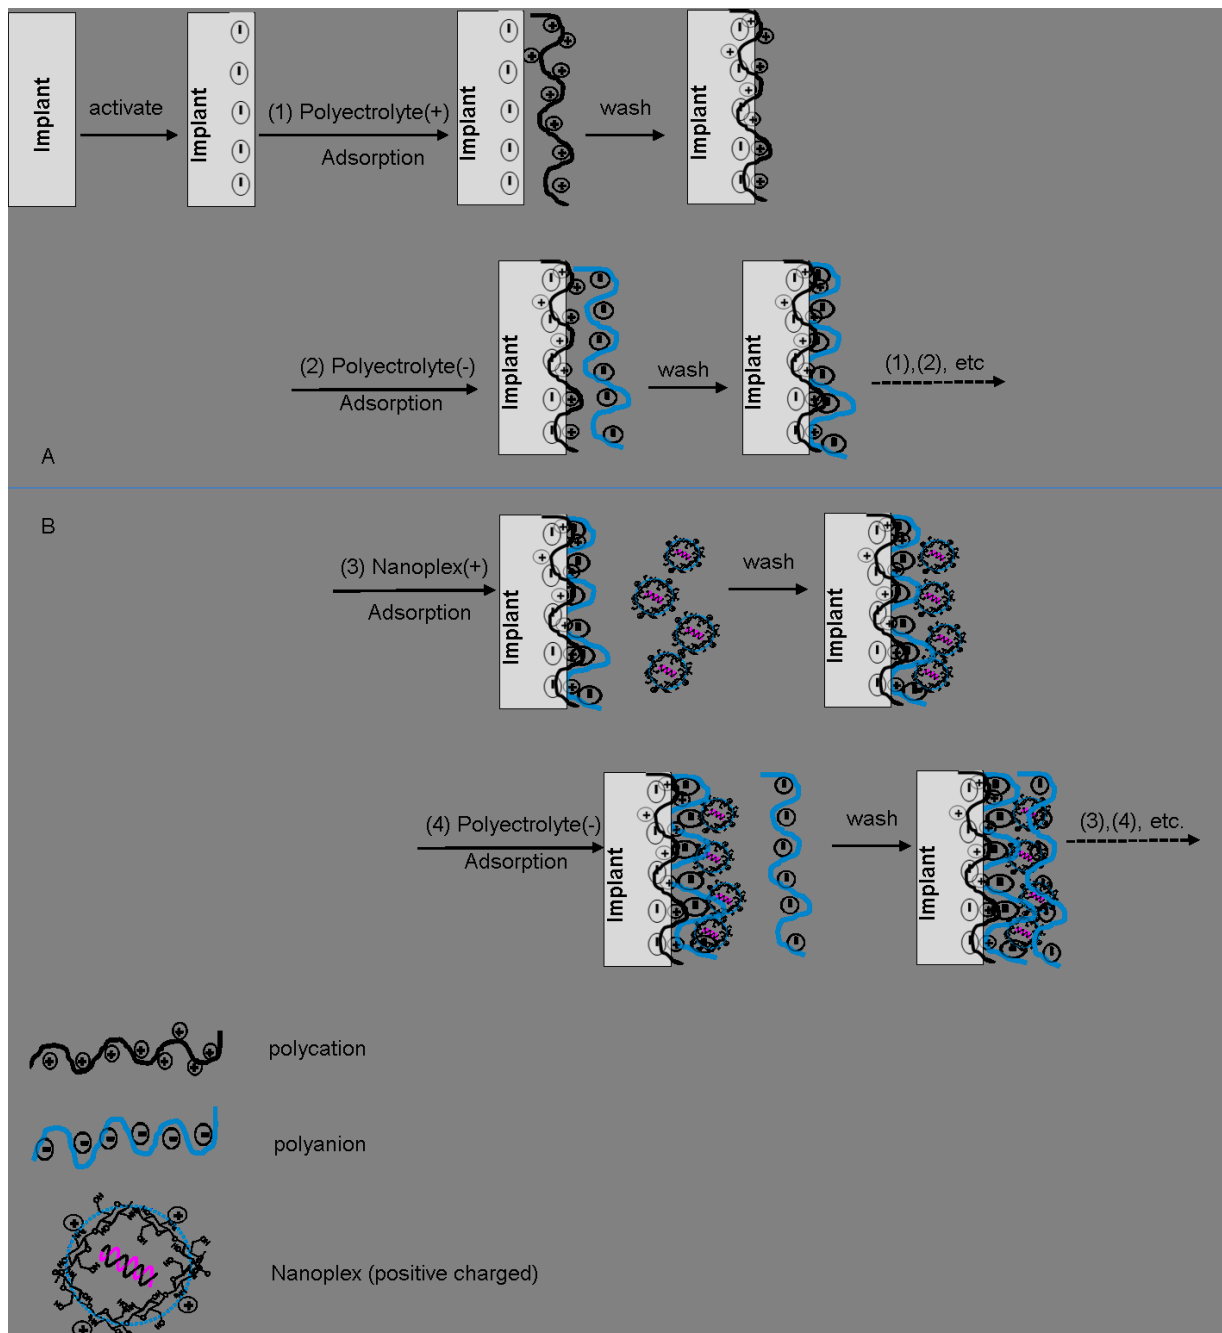 Implant
activate
Implant
(1) Polyectrolyte(+)
Adsorption
Implant
wash
Implant
(2) Polyectrolyte(-)
Adsorption
Implant
wash
Implant
(1),(2), etc
A
B
(3) Nanoplex(+)
Adsorption
Implant
wash
Implant
(4) Polyectrolyte(-)
Adsorption
Implant
wash
Implant
(3),(4), etc.
polycation
polyanion
Nanoplex (positive charged)